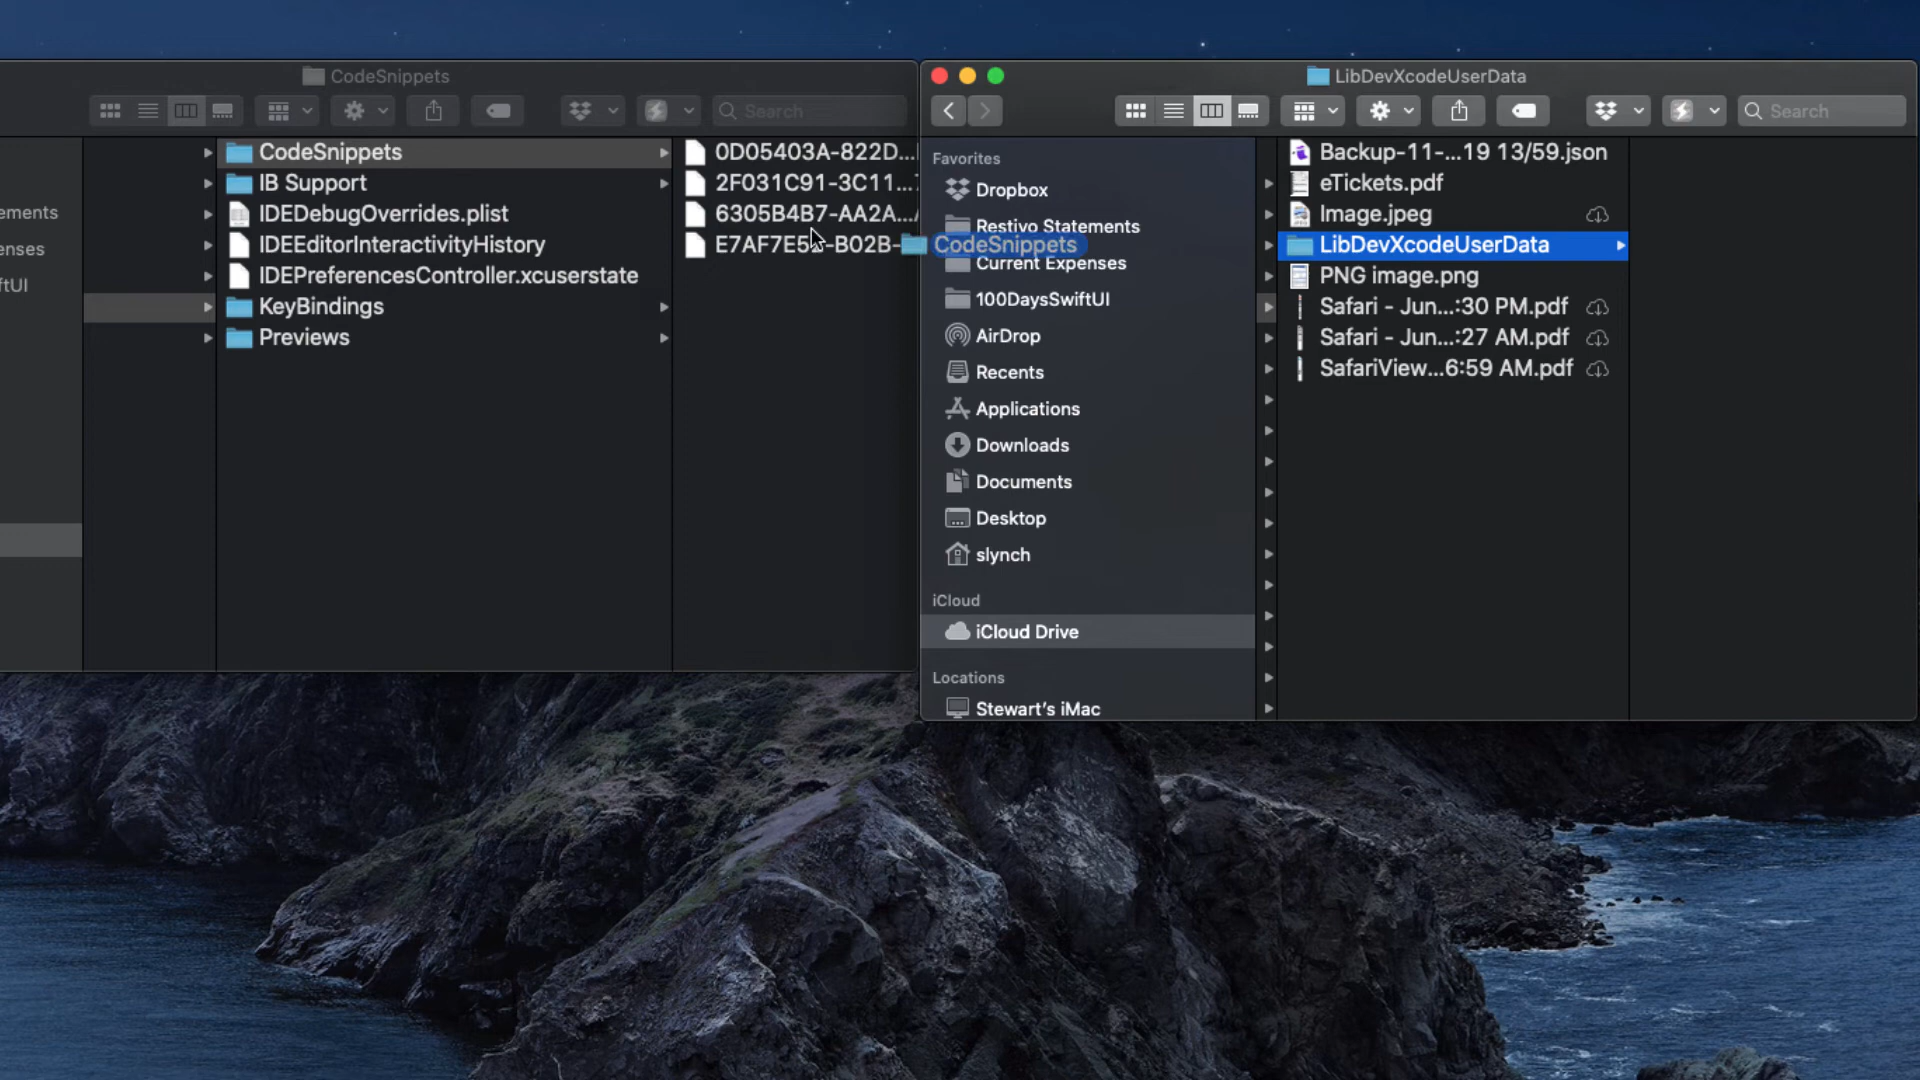 CodeSnippets
Search
ements
enses
ftUI
CodeSnippets
IB Support
IDEDebugOverrides.plist
IDEEditorInteractivityHistory
IDEPreferencesController.xcuserstate
KeyBindings
Previews
0D05403A-822D...
2F031C91-3C11...
6305B4B7-AA2A...
E7AF7E5-B02B-
CodeSnippets
LibDevXcodeUserData
Search
Favorites
Dropbox
Restivo Statements
Current Expenses
100DaysSwiftUI
AirDrop
Recents
Applications
Downloads
Documents
Desktop
slynch
iCloud
iCloud Drive
Locations
Stewart's iMac
Backup-11-...19 13/59.json
eTickets.pdf
Image.jpeg
LibDevXcodeUserData
PNG image.png
Safari - Jun...:30 PM.pdf
Safari - Jun...:27 AM.pdf
SafariView...6:59 AM.pdf